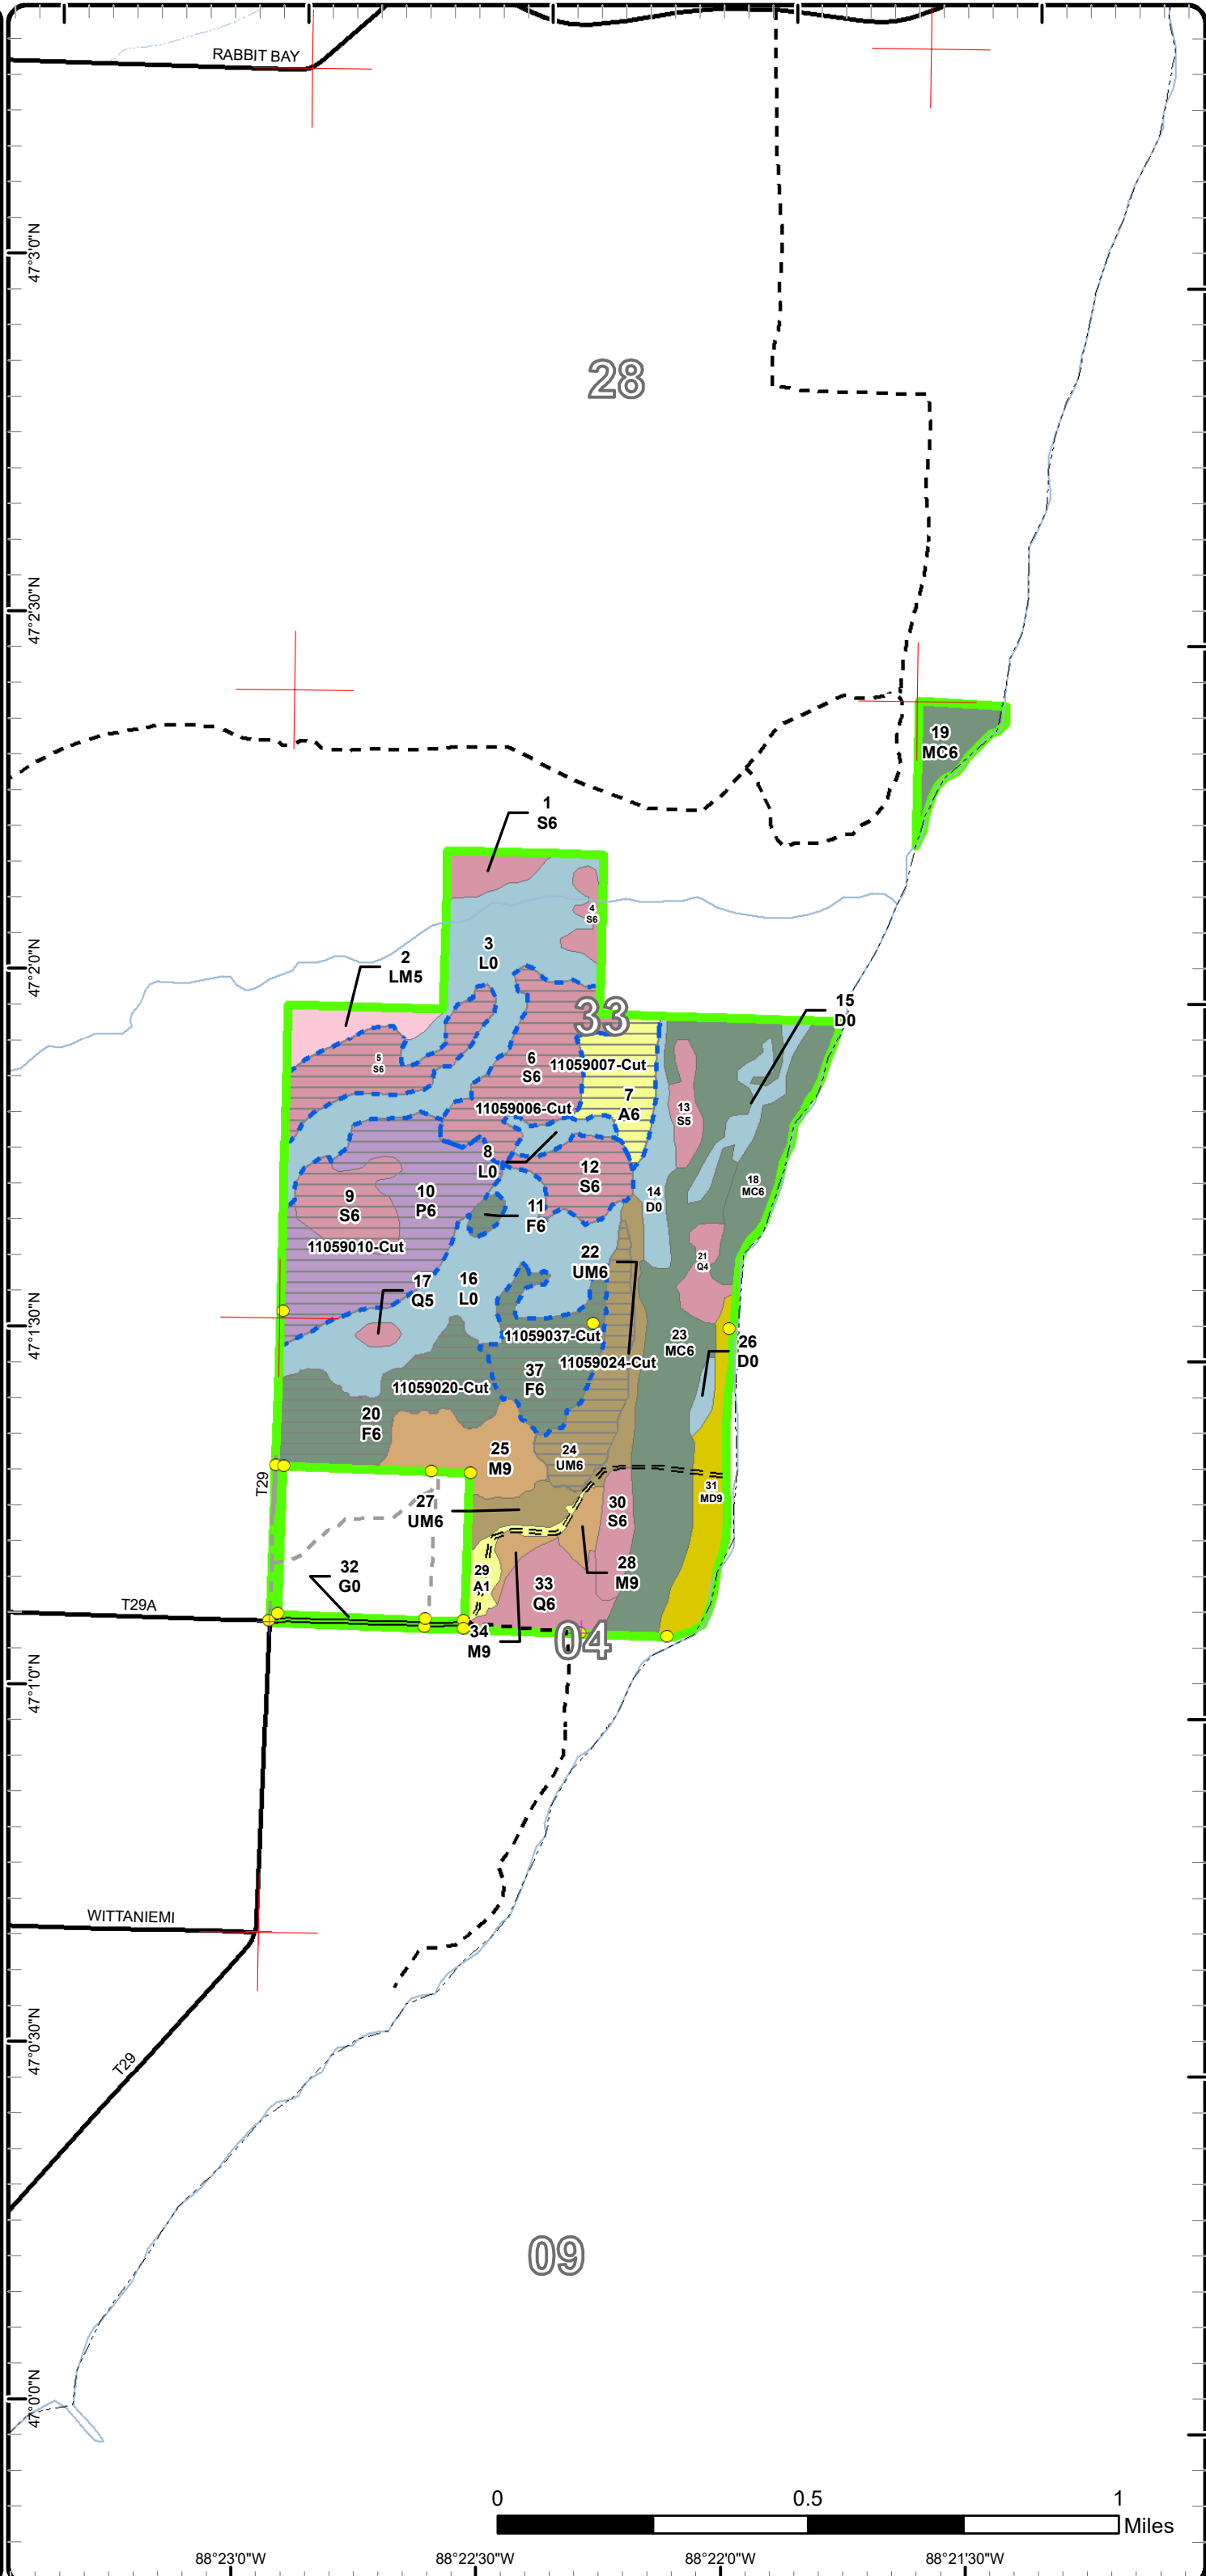 RABBIT BAY
47°3'0"N
28
47°2'30"N
19
MC6
1
S6
4
S6
3
L0
2
LM5
47°2'0"N
15
D0
33
5
S6
6
S6
11059007-Cut
7
A6
11059006-Cut
13
S5
8
L0
12
S6
18
MC6
9
S6
10
P6
14
D0
11
F6
11059010-Cut
22
UM6
21
Q4
17
Q5
16
L0
47°1'30"N
11059037-Cut
23
MC6
26
D0
11059024-Cut
37
F6
11059020-Cut
20
F6
25
M9
24
UM6
T29
31
MD9
27
UM6
30
S6
32
G0
29
A1
28
M9
33
Q6
T29A
34
M9
04
47°1'0"N
WITTANIEMI
47°0'30"N
T29
09
47°0'0"N
0 0.5 1
Miles
88°23'0"W 88°22'30"W 88°22'0"W 88°21'30"W